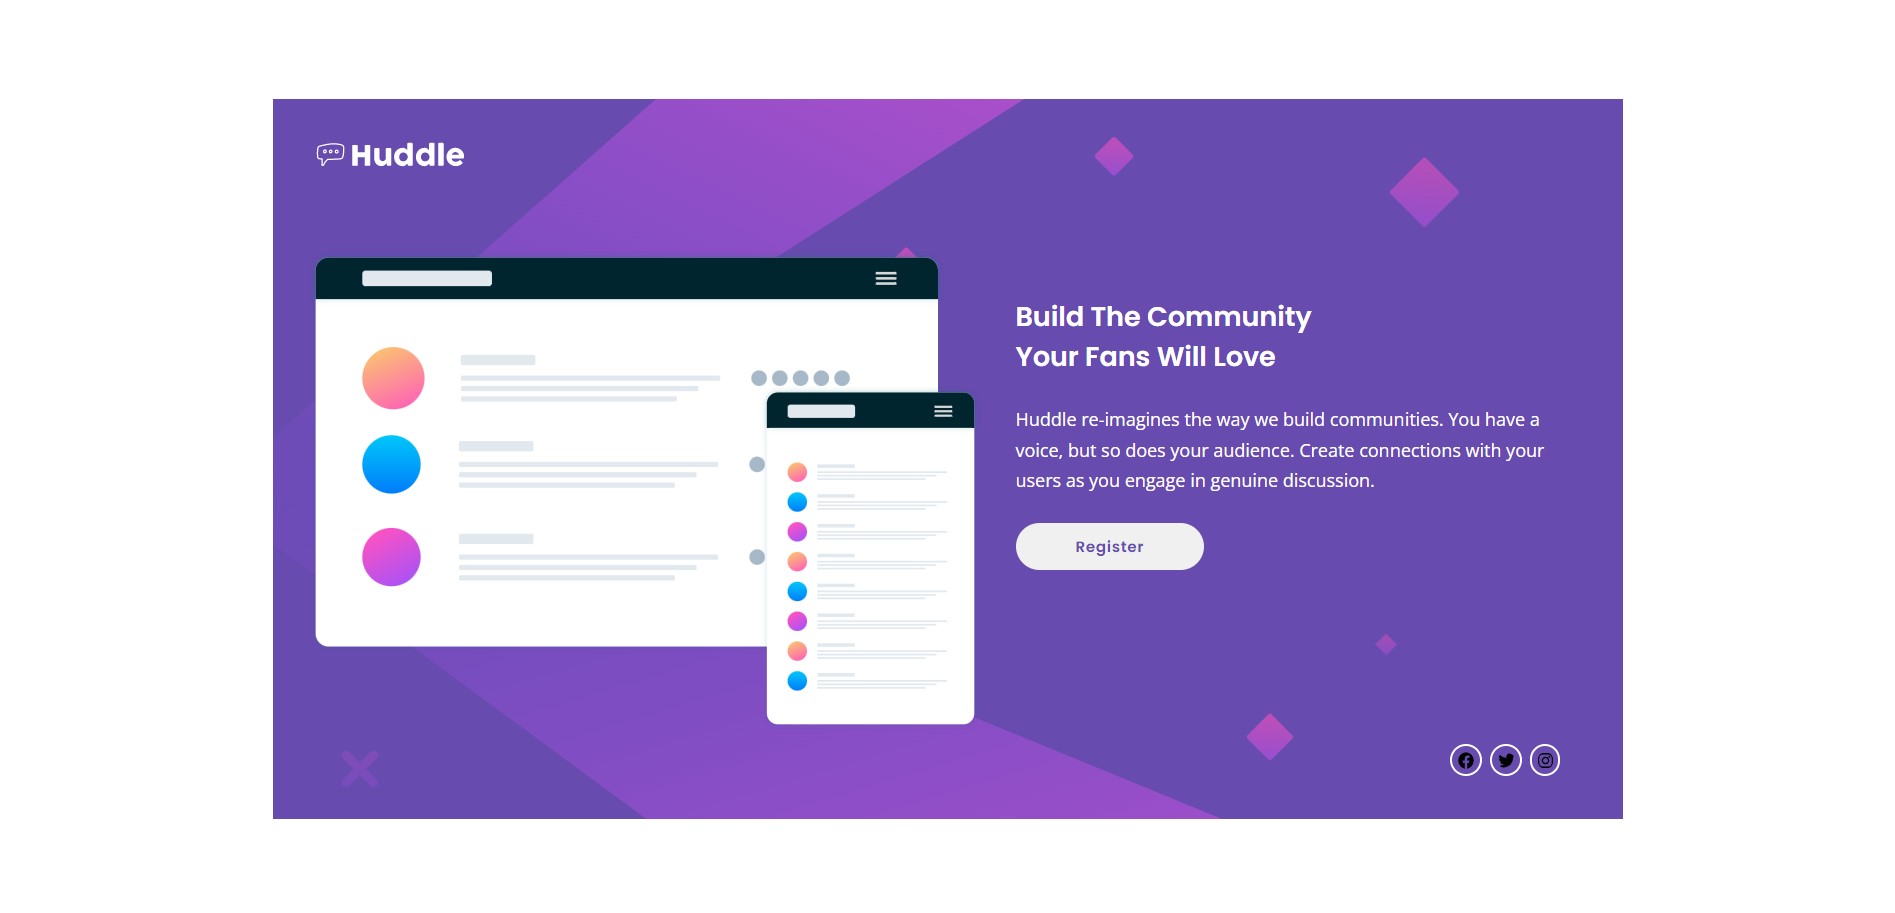 Huddle
Build The Community
Your Fans Will Love
Huddle re-imagines the way we build communities. You have a
voice, but so does your audience. Create connections with your
users as you engage in genuine discussion.
Register